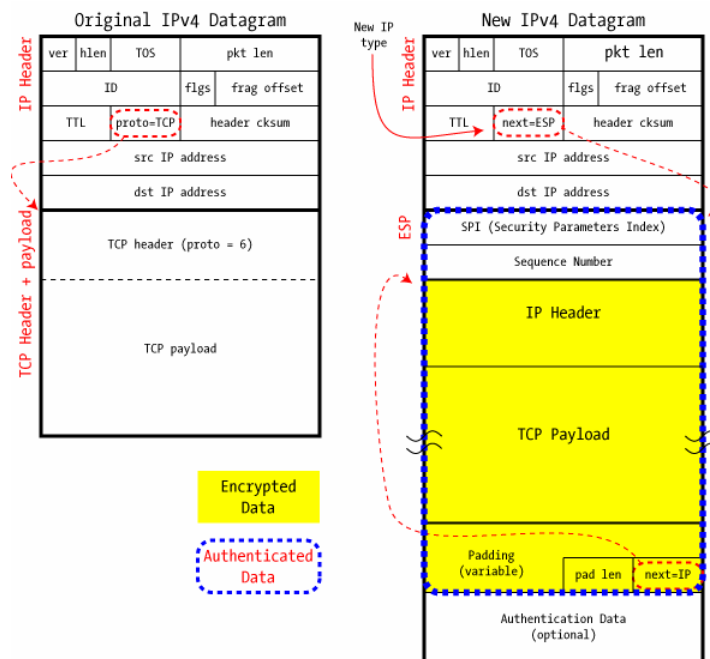 Original IPv4 Datagram
IP Header
ver hlen TOS pkt len
ID flgs frag offset
TTL proto=TCP header cksum
src IP address
dst IP address
TCP Header + payload
TCP header (proto = 6)
TCP payload
Encrypted
Data
Authenticated
Data
New IPv4 Datagram
New IP
type
IP Header
ver hlen TOS pkt len
ID flgs frag offset
TTL next=ESP header cksum
src IP address
dst IP address
ESP
SPI (Security Parameters Index)
Sequence Number
IP Header
TCP Payload
Padding
(variable)
pad len next=IP
Authentication Data
(optional)